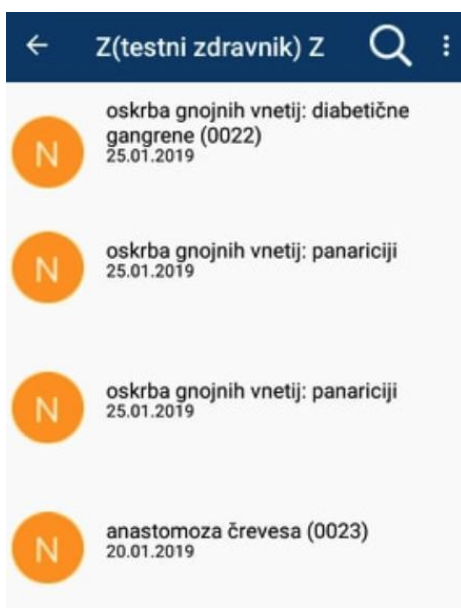 Z(testni zdravnik) Z
oskrba gnojnih vnetij: diabetične
gangrene (0022)
25.01.2019
N
oskrba gnojnih vnetij: panariciji
25.01.2019
N
oskrba gnojnih vnetij: panariciji
25.01.2019
N
anastomoza črevesa (0023)
20.01.2019
N